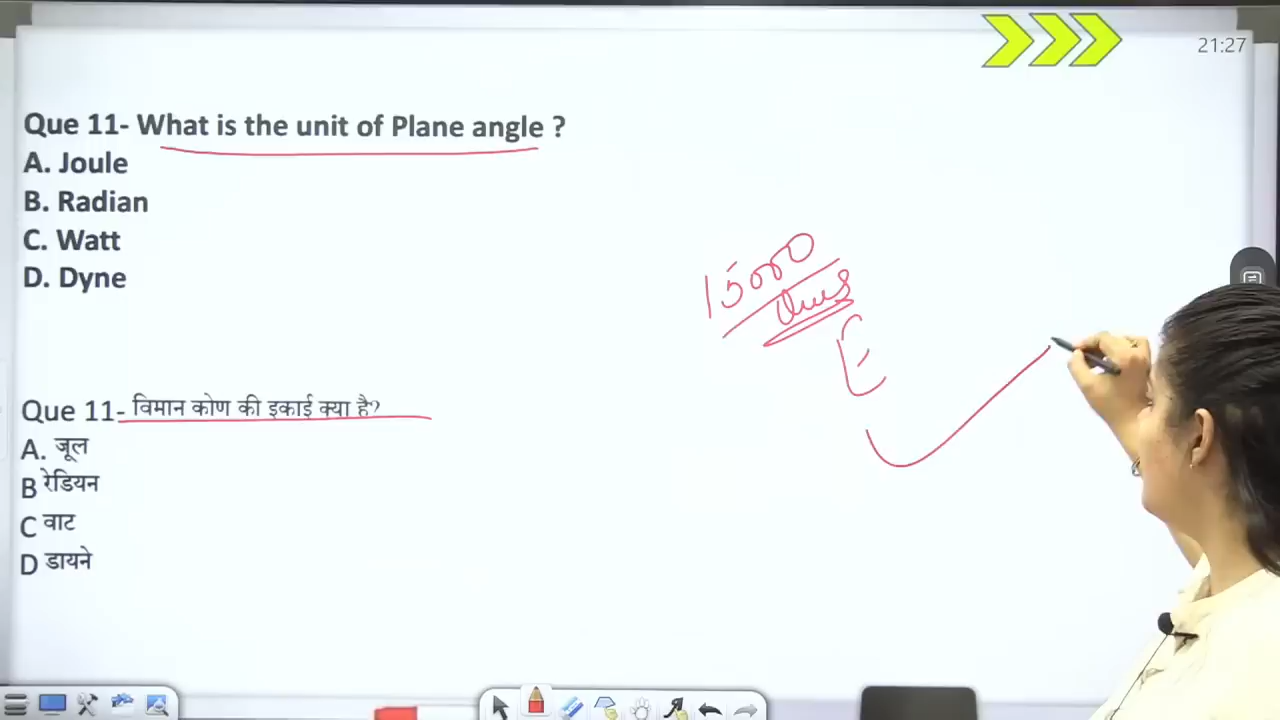 21:27
Que 11- What is the unit of Plane angle ?
A. Joule
B. Radian
C. Watt
D. Dyne
15000
Ques
E
Que 11- विमान कोण की इकाई क्या है?
A. जूल
B रेडियन
C वाट
D डायने